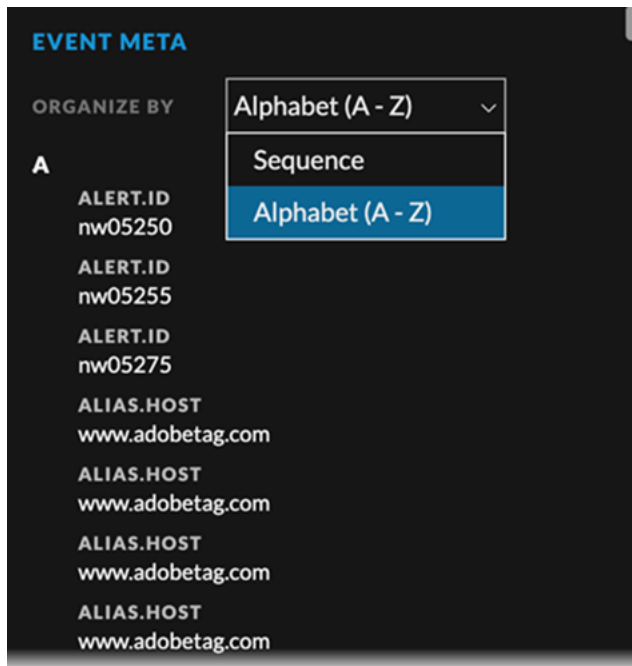 EVENT META
ORGANIZE BY
Alphabet (A - Z)
Sequence
Alphabet (A - Z)
A
ALERT.ID
nw05250
ALERT.ID
nw05255
ALERT.ID
nw05275
ALIAS.HOST
www.adobetag.com
ALIAS.HOST
www.adobetag.com
ALIAS.HOST
www.adobetag.com
ALIAS.HOST
www.adobetag.com